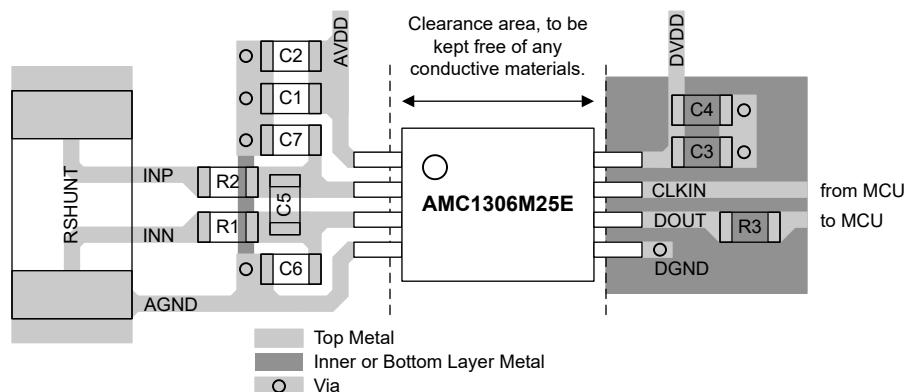 Clearance area, to be
kept free of any
conductive materials.
AVDD
DVDD
C2
C1
C7
C4
C3
RSHUNT
INP
R2
C5
INN
R1
C6
AGND
AMC1306M25E
CLKIN
from MCU
DOUT
R3
to MCU
DGND
Top Metal
Inner or Bottom Layer Metal
Via